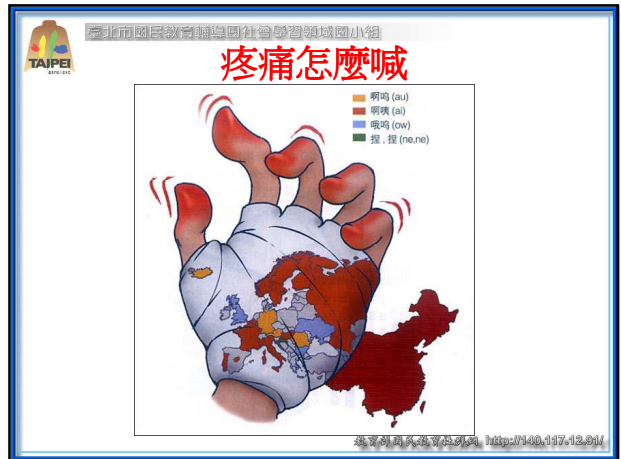 臺北市國民教育輔導團社會學習領域國小組
TAIPEI
疼痛怎麼喊
啊呜 (au)
啊咦 (ai)
哦呜 (ow)
捏 , 捏 (ne,ne)
http://140.117.12.91/